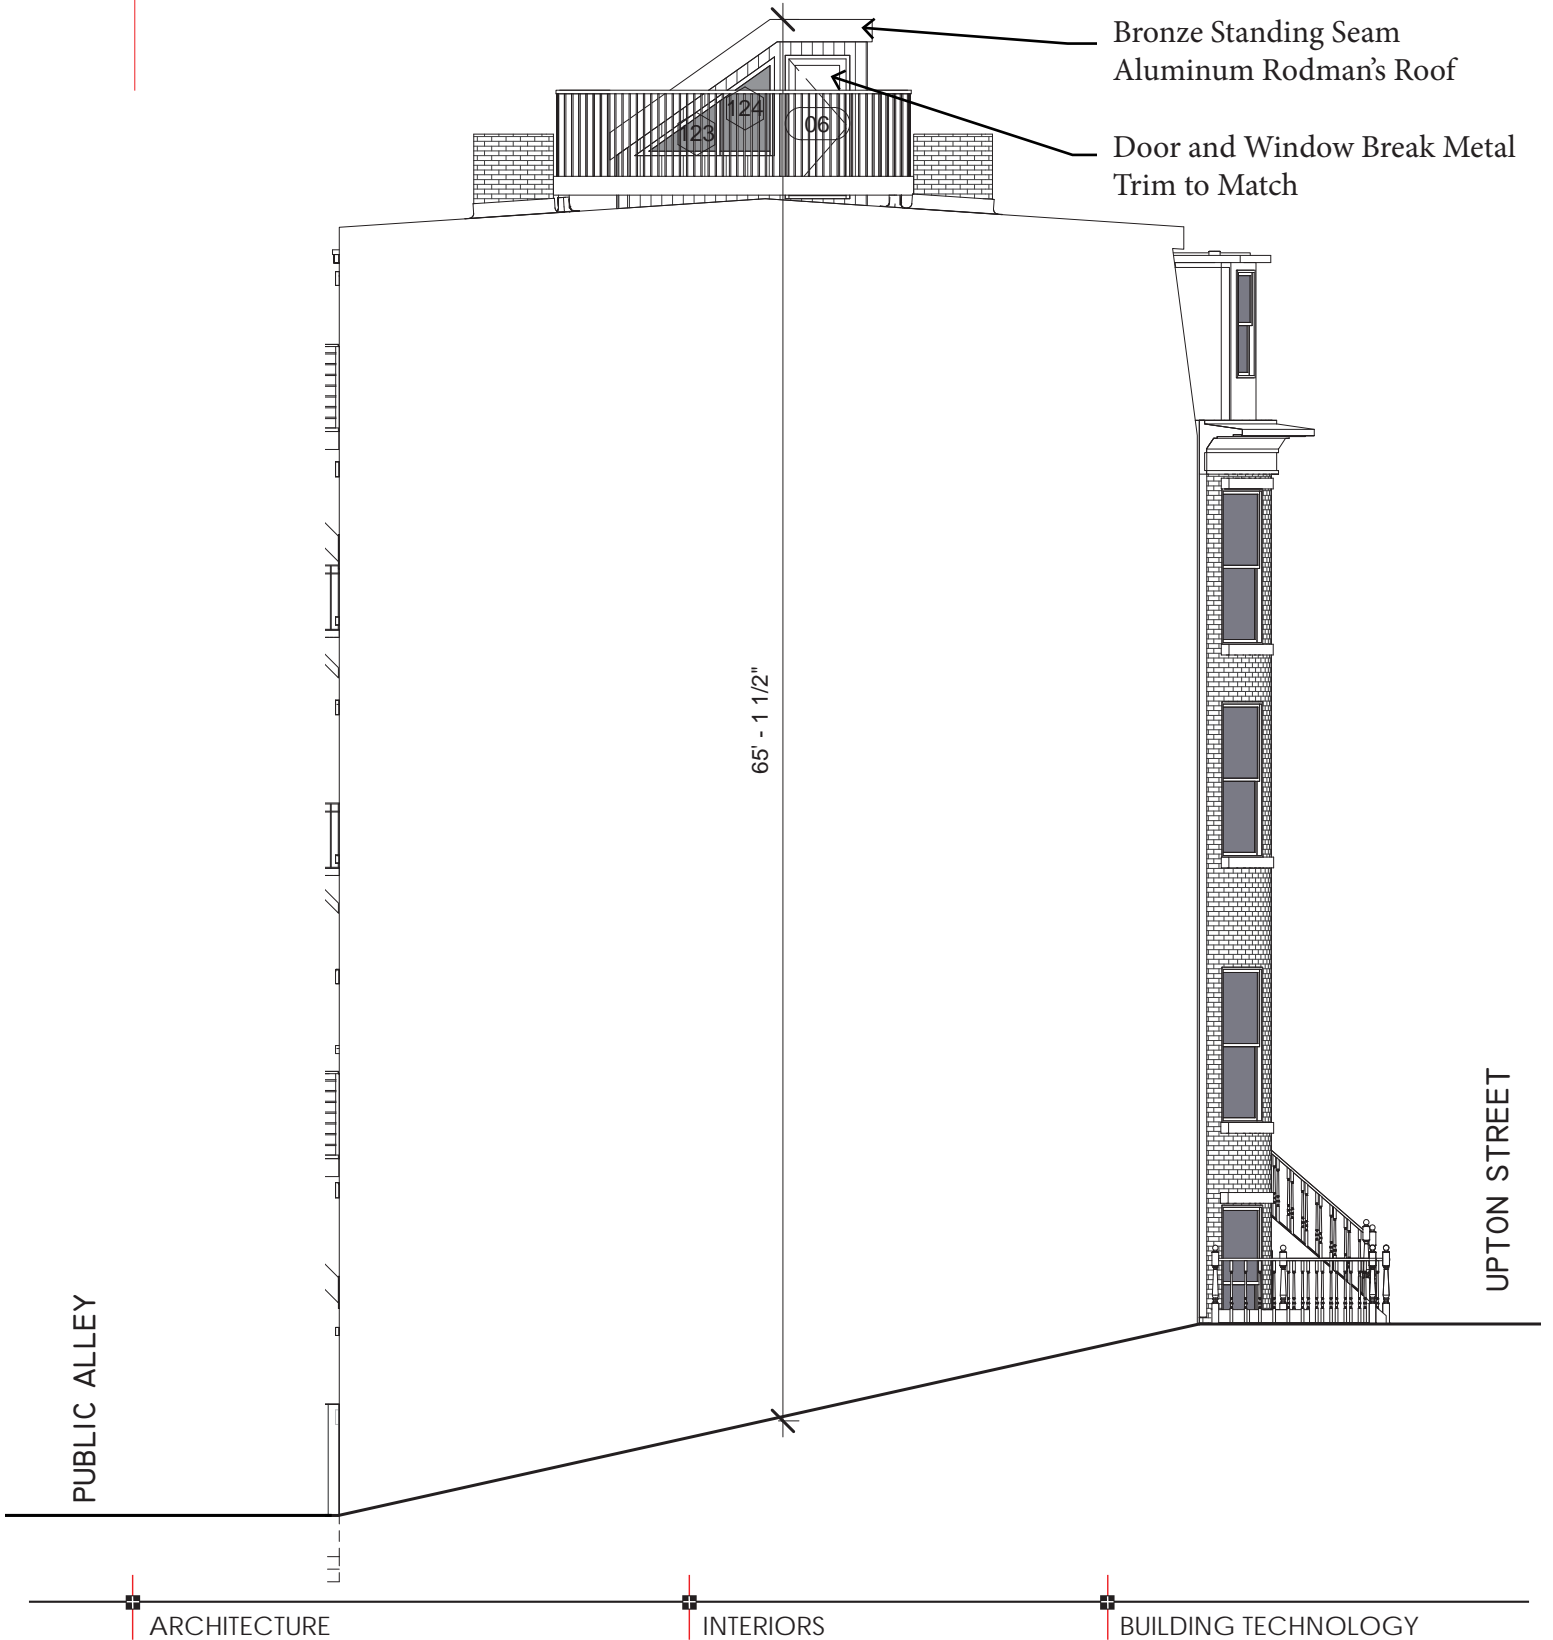 Bronze Standing Seam
Aluminum Rodman's Roof
124
123
06
Door and Window Break Metal
Trim to Match
65' - 1 1/2"
UPTON STREET
PUBLIC ALLEY
ARCHITECTURE
INTERIORS
BUILDING TECHNOLOGY